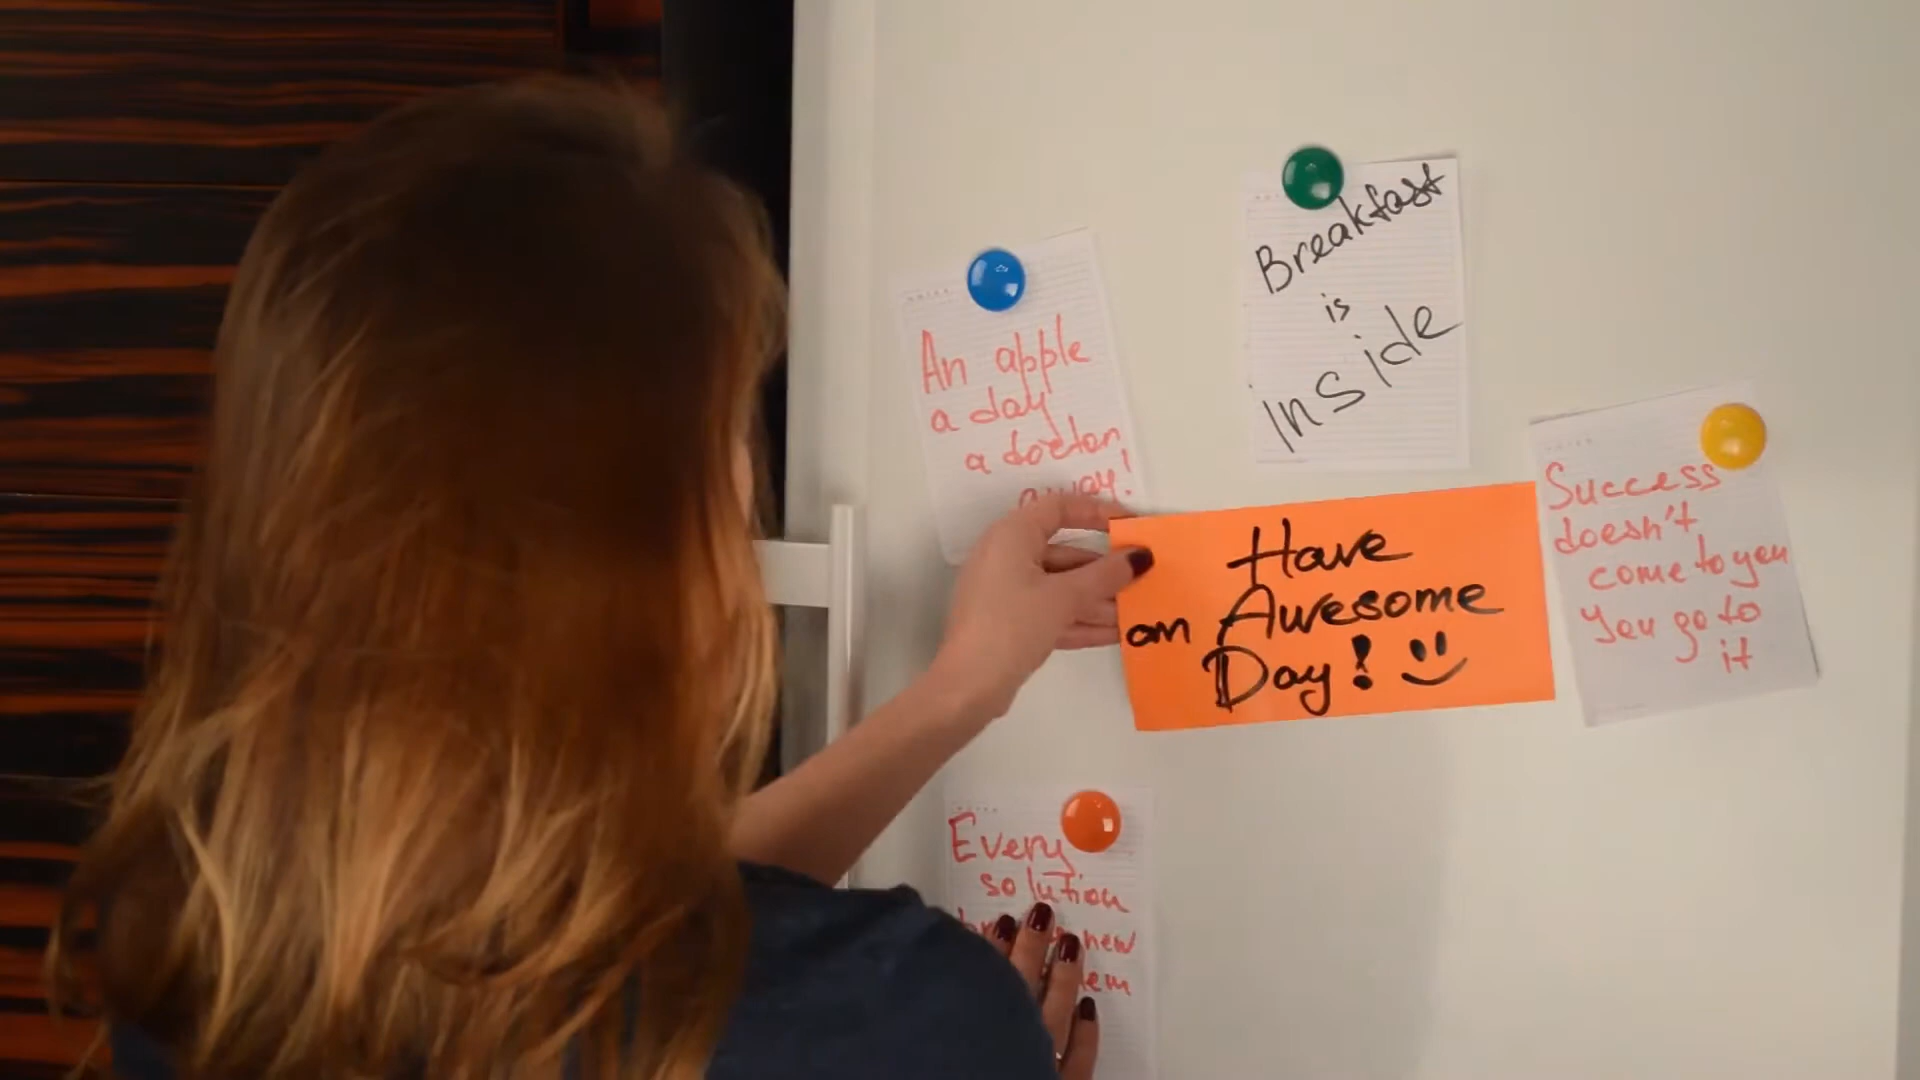 Breakfast
is
Inside
An apple
a day
a doctor
away!
Success
doesn't
come to you
you go to
it
Have
an Awesome
Day! :)
Every
solution
new